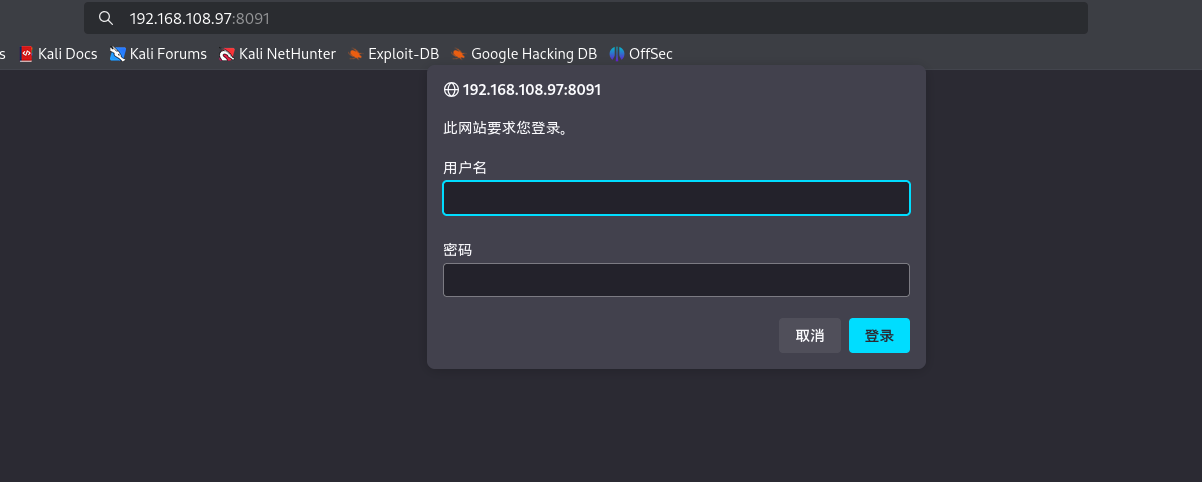 192.168.108.97:8091
s Kali Docs Kali Forums Kali NetHunter Exploit-DB Google Hacking DB OffSec
192.168.108.97:8091
此网站要求您登录。
用户名
密码
取消 登录